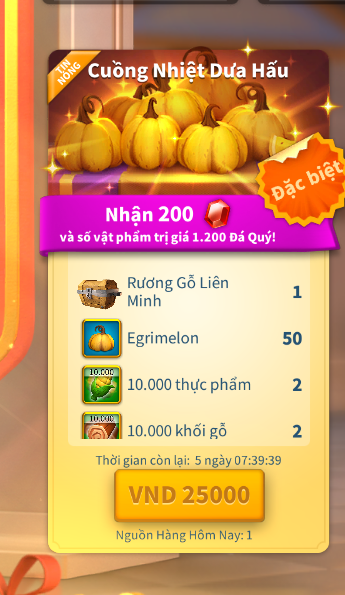 TIN
NÓNG
Cuồng Nhiệt Dưa Hấu
Đặc biệt
Nhận 200
và số vật phẩm trị giá 1.200 Đá Quý!
Rương Gỗ Liên
Minh
1
Egrimelon
50
10.000
10.000 thực phẩm
2
10.000
10.000 khối gỗ
2
Thời gian còn lại: 5 ngày 07:39:39
VND 25000
Nguồn Hàng Hôm Nay: 1